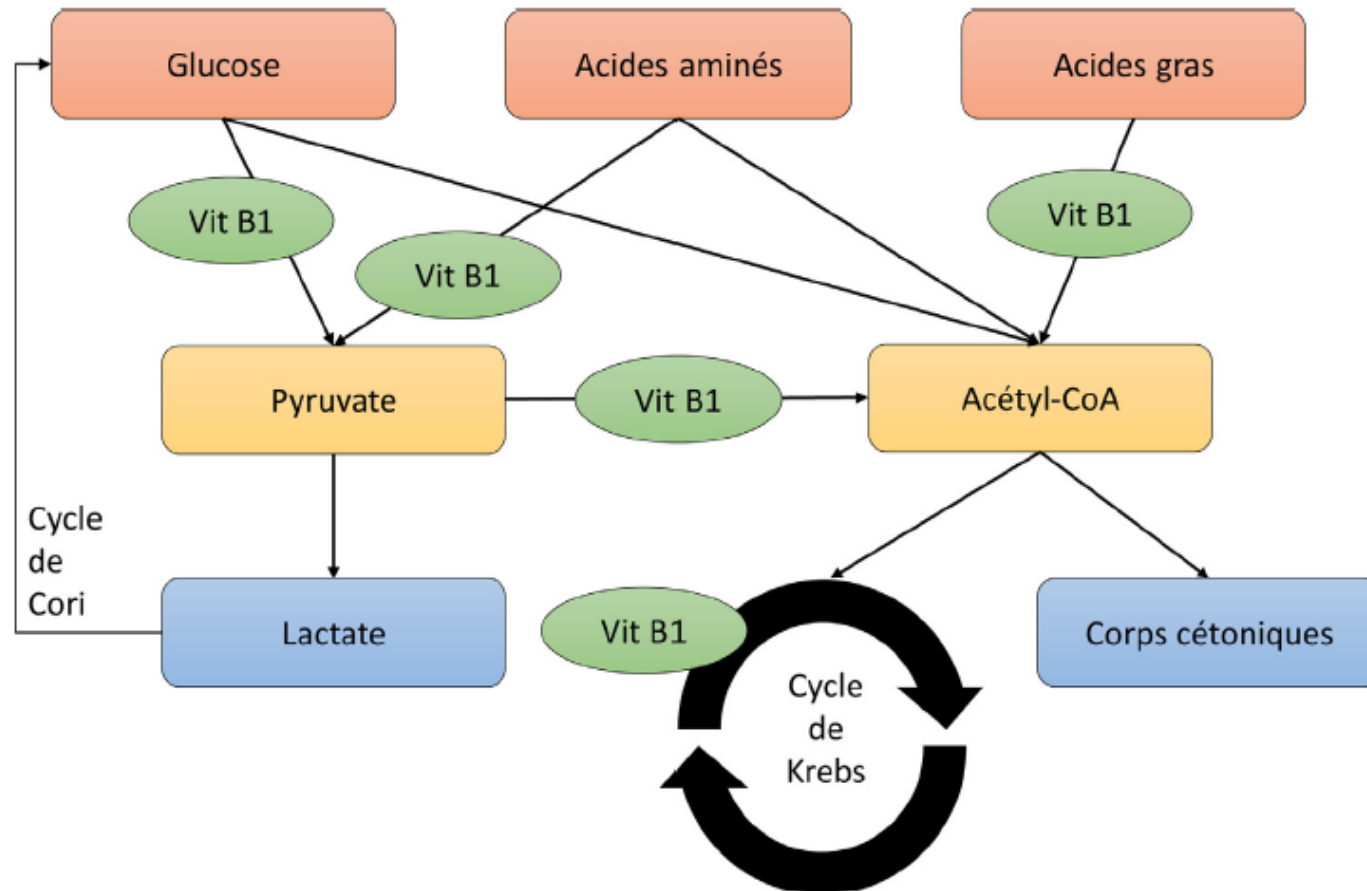 Glucose
Acides aminés
Acides gras
Vit B1
Vit B1
Vit B1
Pyruvate
Vit B1
Acétyl-CoA
Cycle
de
Cori
Lactate
Vit B1
Cycle
de
Krebs
Corps cétoniques